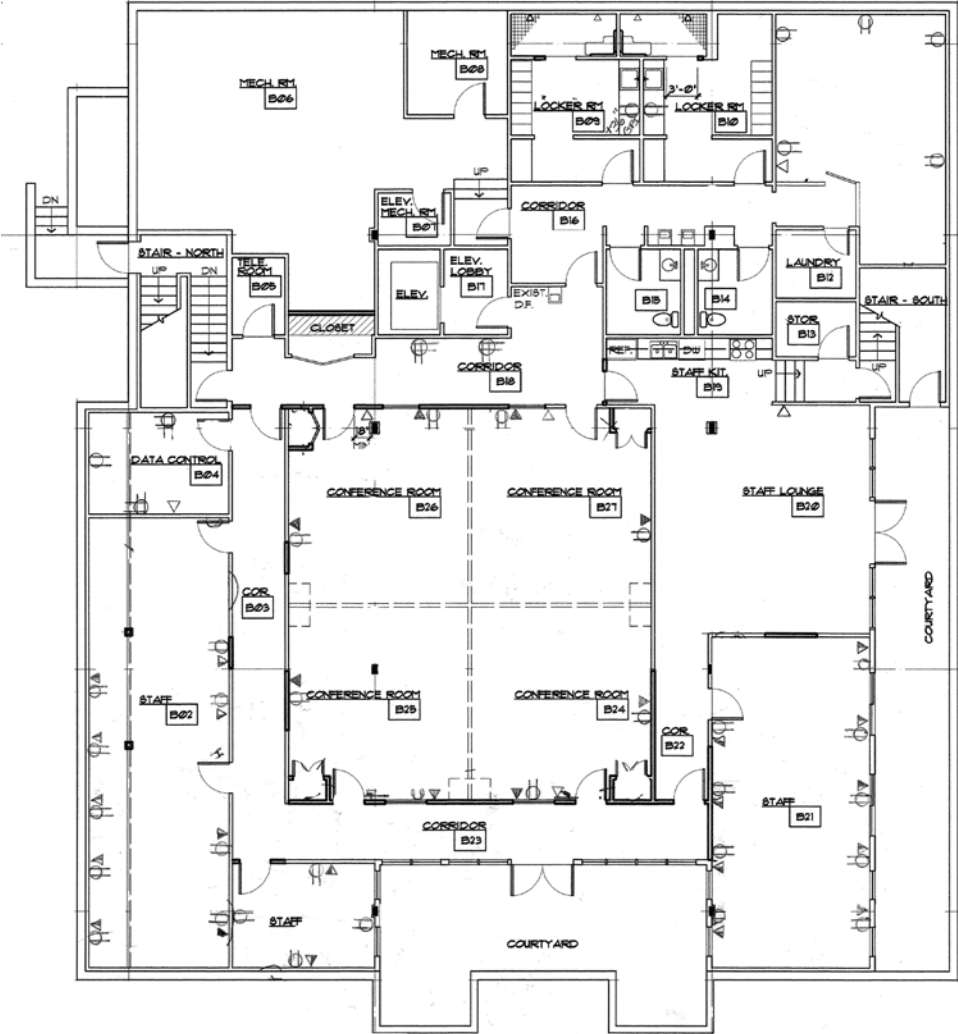 MECH. RM.
B06
MECH. RM.
B08
LOCKER RM
B09
3'-0"
LOCKER RM
B10
DN
UP
ELEV.
MECH. RM.
B07
CORRIDOR
B16
STAIR - NORTH
UP
DN
TELE.
ROOM
B05
ELEV.
LOBBY
B17
ELEV.
EXIST.
D.F.
B15
B14
LAUNDRY
B12
STAIR - SOUTH
UP
STOR
B13
CLOSET
CORRIDOR
B18
REF.
DW
STAFF KIT.
B19
UP
8"
MIN
DATA CONTROL
B04
CONFERENCE ROOM
B26
CONFERENCE ROOM
B27
STAFF LOUNGE
B20
COR.
B03
COURTYARD
STAFF
B02
CONFERENCE ROOM
B25
CONFERENCE ROOM
B24
COR.
B22
STAFF
B21
CORRIDOR
B23
STAFF
COURTYARD